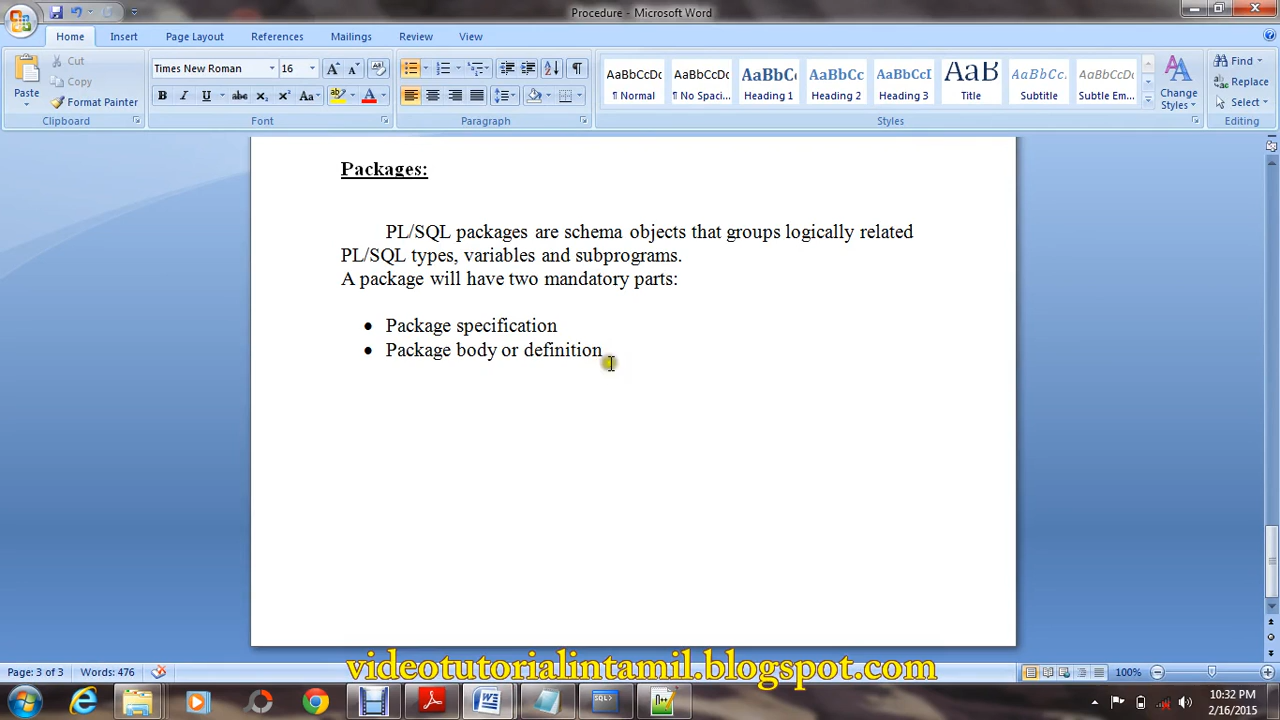 Procedure - Microsoft Word
Home Insert Page Layout References Mailings Review View
Paste
Cut
Copy
Format Painter
Clipboard
Times New Roman 16
Font
Paragraph
AaBbCcDc AaBbCcDc AaBbC AaBbCc AaBbCcI AaB AaBbCc. AaBbCcDc
¶ Normal ¶ No Spaci... Heading 1 Heading 2 Heading 3 Title Subtitle Subtle Em...
Change Styles
Styles
Find
Replace
Select
Editing
Packages:
PL/SQL packages are schema objects that groups logically related
PL/SQL types, variables and subprograms.
A package will have two mandatory parts:
• Package specification
• Package body or definition
Page: 3 of 3 Words: 476 100%
videotutorialintamil.blogspot.com
10:32 PM
2/16/2015